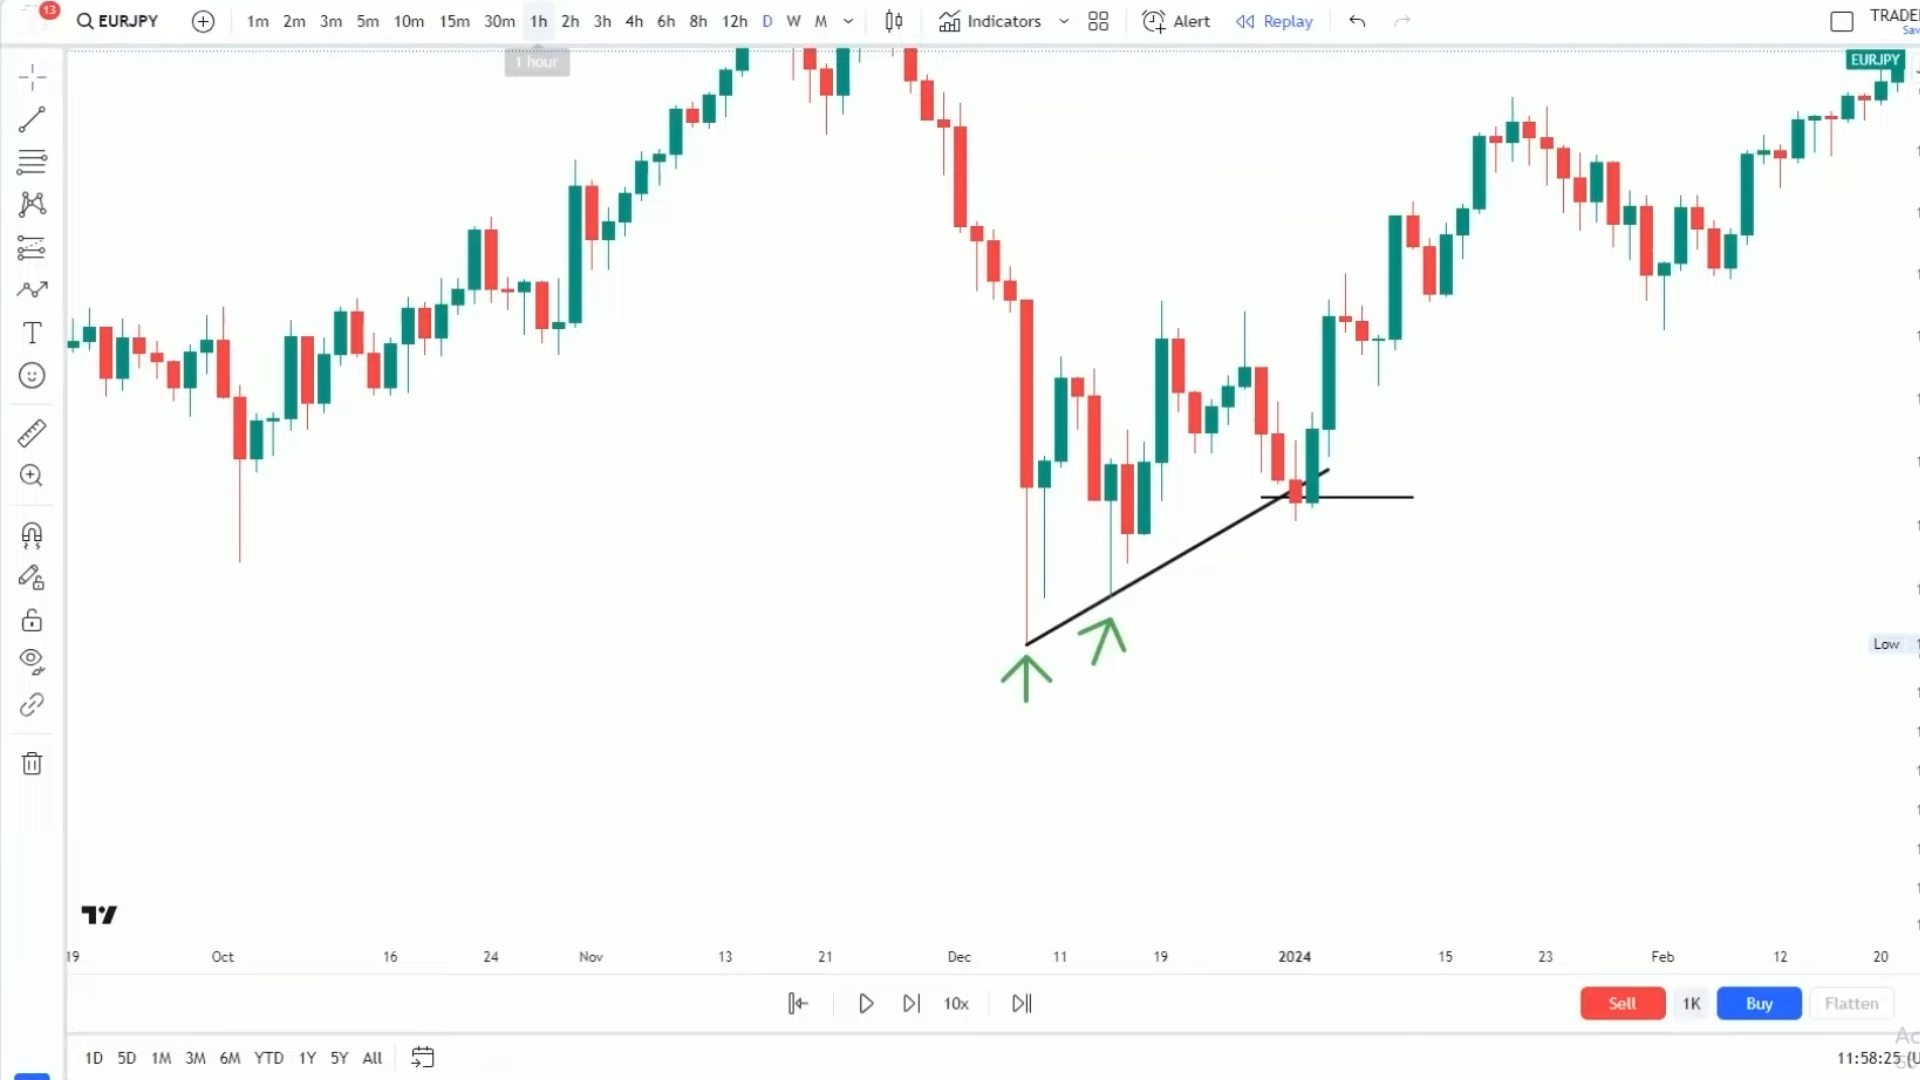 13
EURJPY 1m 2m 3m 5m 10m 15m 30m 1h 2h 3h 4h 6h 8h 12h D W M Indicators Alert Replay
1 hour
EURJPY
Low
19 Oct 16 24 Nov 13 21 Dec 11 19 2024 15 23 Feb 12 20
10x
Sell 1K Buy Flatten
1D 5D 1M 3M 6M YTD 1Y 5Y All
11:58:25